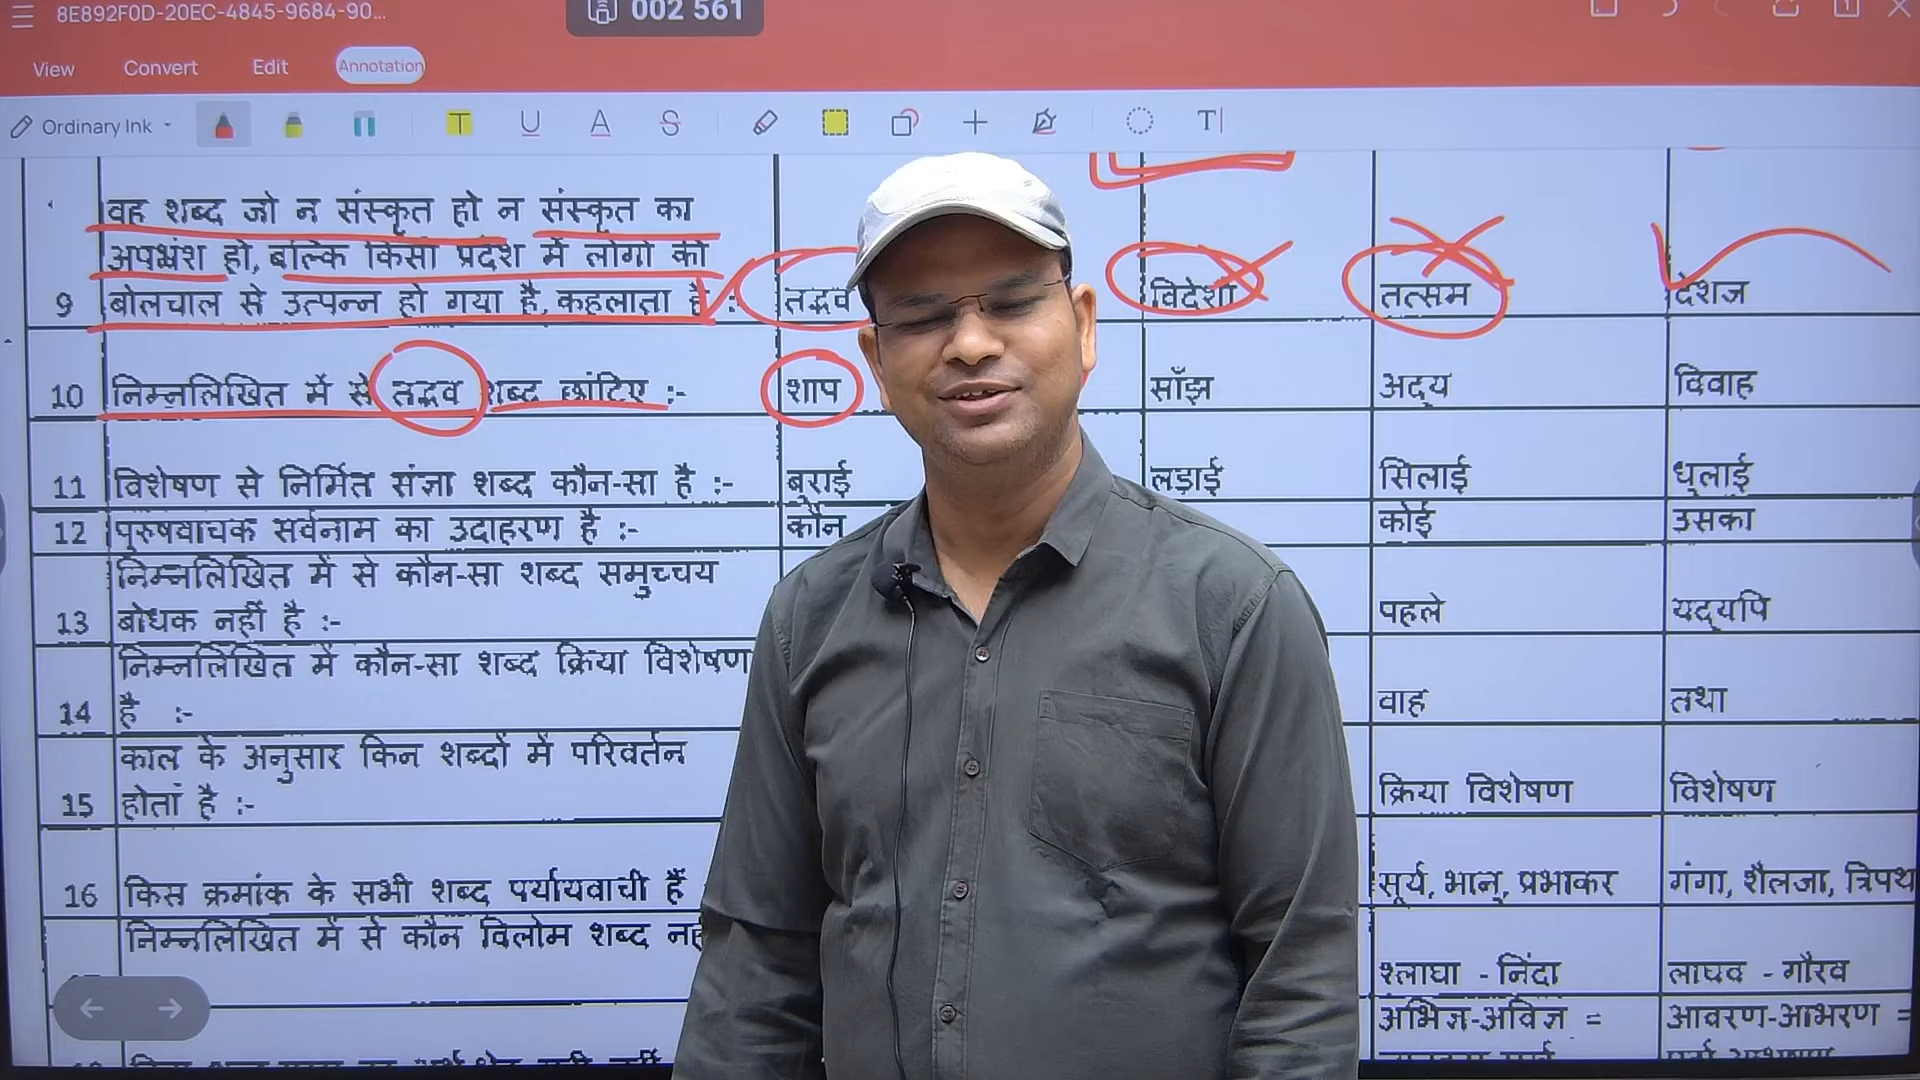 8E892F0D-20EC-4845-9684-90...
002 561
View Convert Edit Annotation
Ordinary Ink
वह शब्द जो न संस्कृत हो न संस्कृत का
अपभ्रंश हो, बल्कि किसी प्रदेश में लोगों की
9 बोलचाल से उत्पन्न हो गया है, कहलाता है :- तद्भव विदेशी तत्सम देशज
10 निम्नलिखित में से तद्भव शब्द छांटिए :- शाप साँझ अद्य विवाह
11 विशेषण से निर्मित संज्ञा शब्द कौन-सा है :- बुराई लड़ाई सिलाई धुलाई
12 पुरुषवाचक सर्वनाम का उदाहरण है :- कौन कोई उसका
निम्नलिखित में से कौन-सा शब्द समुच्चय
13 बोधक नहीं है :- पहले यद्यपि
निम्नलिखित में कौन-सा शब्द क्रिया विशेषण
14 है :- वाह तथा
काल के अनुसार किन शब्दों में परिवर्तन
15 होता है :- क्रिया विशेषण विशेषण
16 किस क्रमांक के सभी शब्द पर्यायवाची हैं सूर्य, भानु, प्रभाकर गंगा, शैलजा, त्रिपथ
निम्नलिखित में से कौन विलोम शब्द
श्लाघा - निंदा लाघव - गौरव
अभिज्ञ-अविज्ञ = आवरण-आभरण =